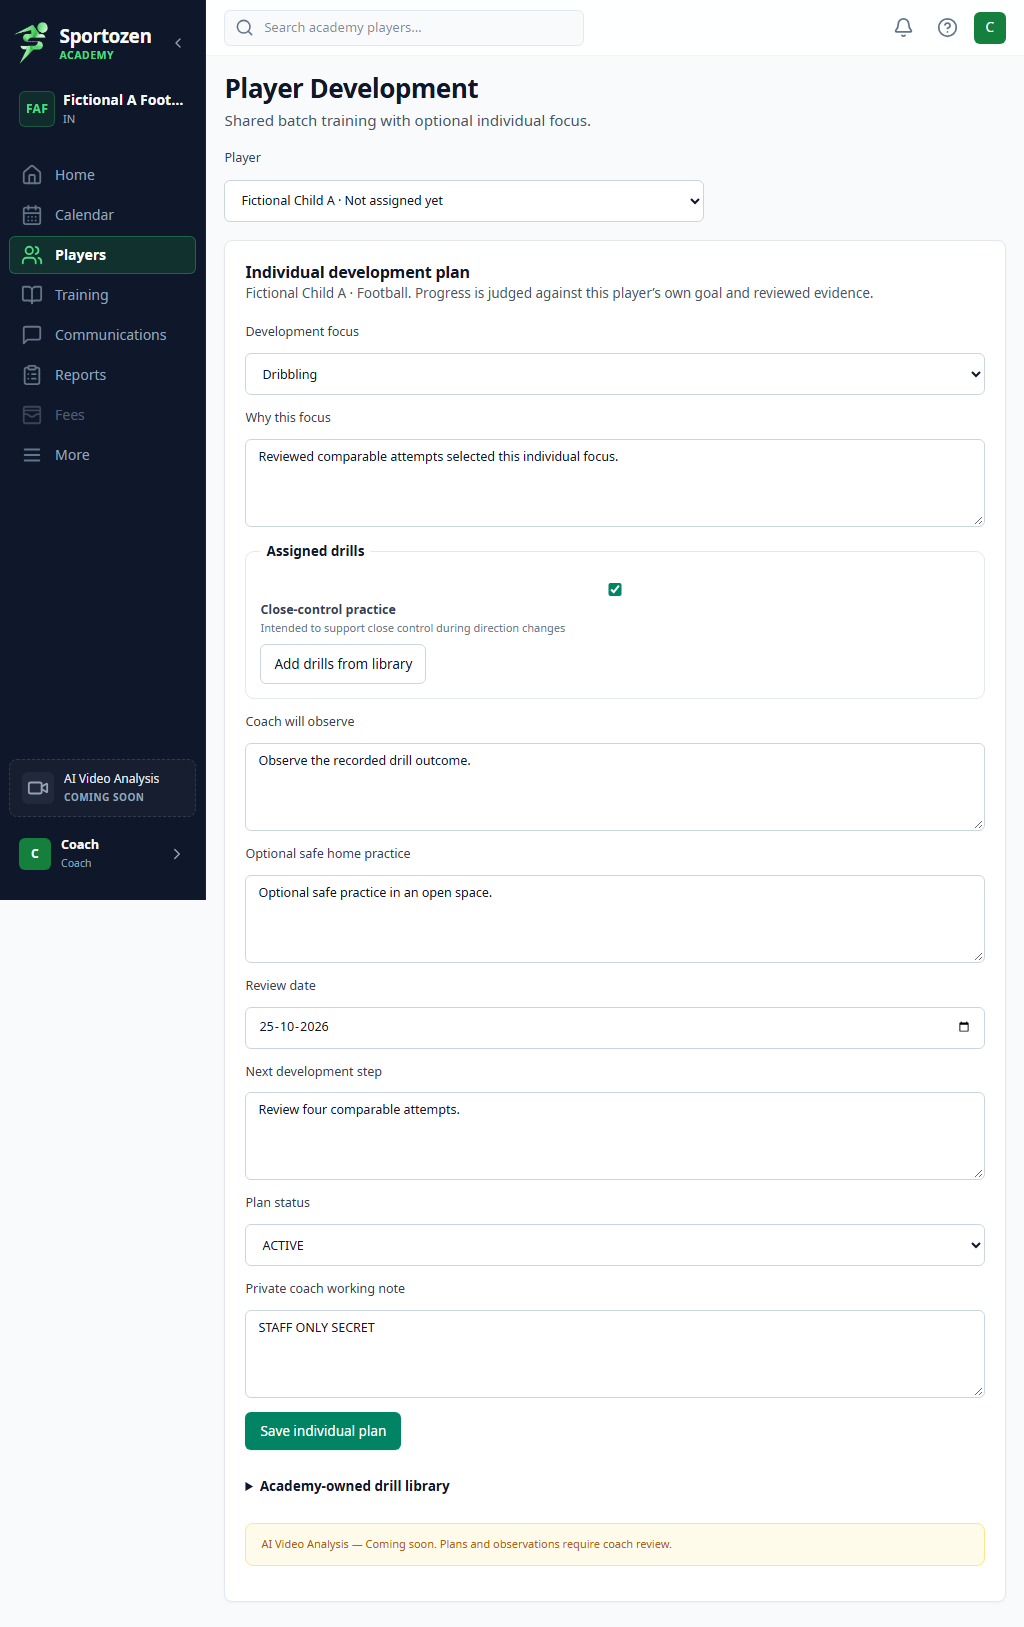 Sportozen
ACADEMY
FAF
Fictional A Foot...
IN
Home
Calendar
Players
Training
Communications
Reports
Fees
More
AI Video Analysis
COMING SOON
C
Coach
Coach
Search academy players...
C
Player Development
Shared batch training with optional individual focus.
Player
Fictional Child A · Not assigned yet
Individual development plan
Fictional Child A · Football. Progress is judged against this player's own goal and reviewed evidence.
Development focus
Dribbling
Why this focus
Reviewed comparable attempts selected this individual focus.
Assigned drills
Close-control practice
Intended to support close control during direction changes
Add drills from library
Coach will observe
Observe the recorded drill outcome.
Optional safe home practice
Optional safe practice in an open space.
Review date
25-10-2026
Next development step
Review four comparable attempts.
Plan status
ACTIVE
Private coach working note
STAFF ONLY SECRET
Save individual plan
Academy-owned drill library
AI Video Analysis — Coming soon. Plans and observations require coach review.